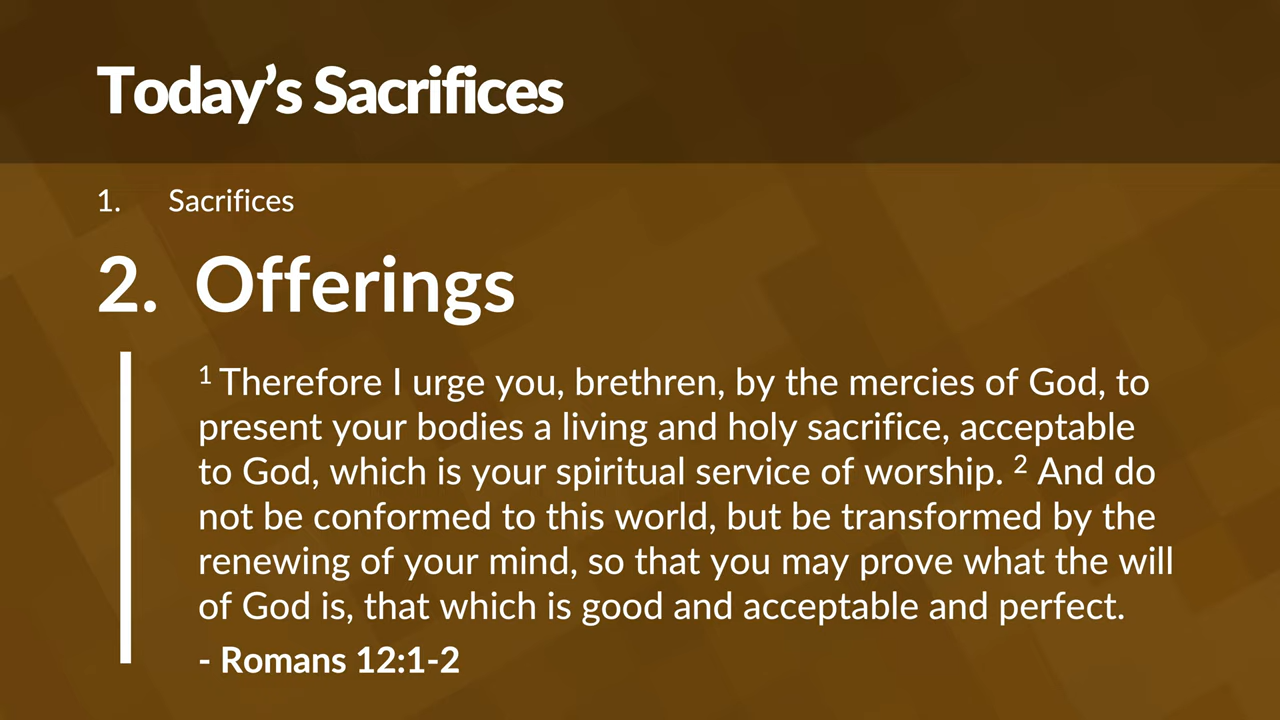 Today’s Sacrifices
1. Sacrifices
2. Offerings
1 Therefore I urge you, brethren, by the mercies of God, to
present your bodies a living and holy sacrifice, acceptable
to God, which is your spiritual service of worship. 2 And do
not be conformed to this world, but be transformed by the
renewing of your mind, so that you may prove what the will
of God is, that which is good and acceptable and perfect.
- Romans 12:1-2